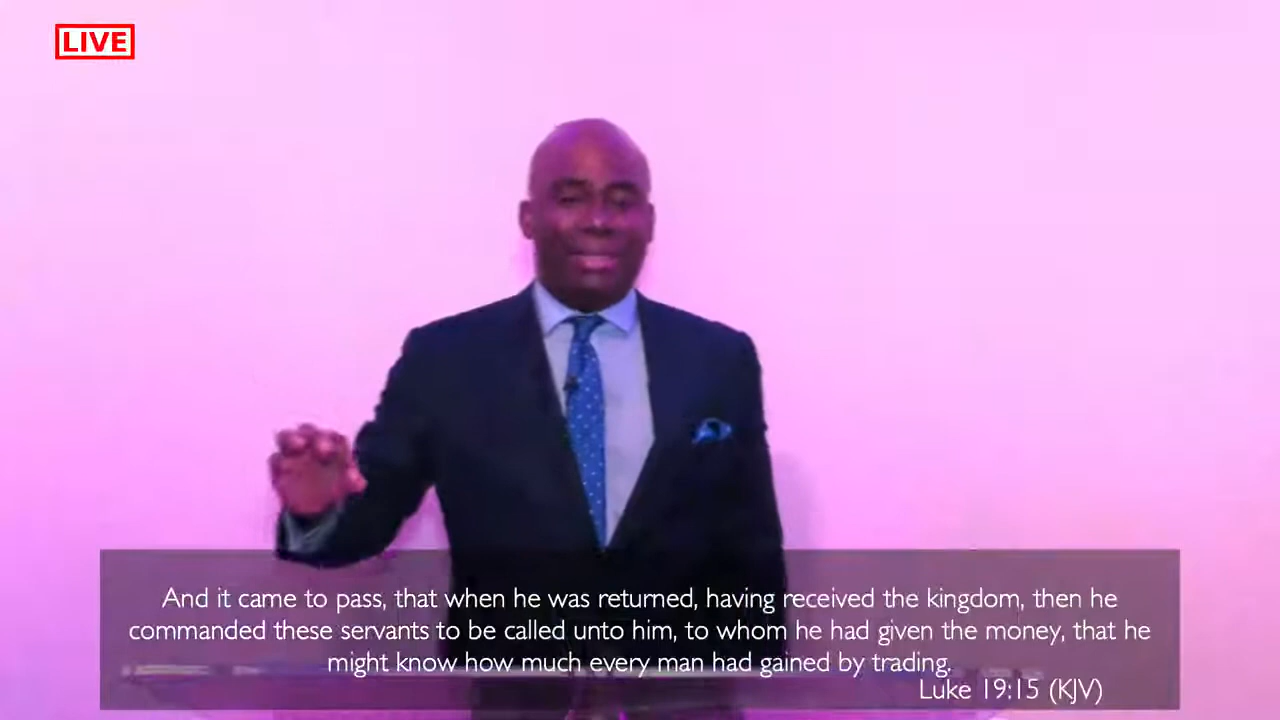 LIVE
And it came to pass, that when he was returned, having received the kingdom, then he
commanded these servants to be called unto him, to whom he had given the money, that he
might know how much every man had gained by trading.
Luke 19:15 (KJV)